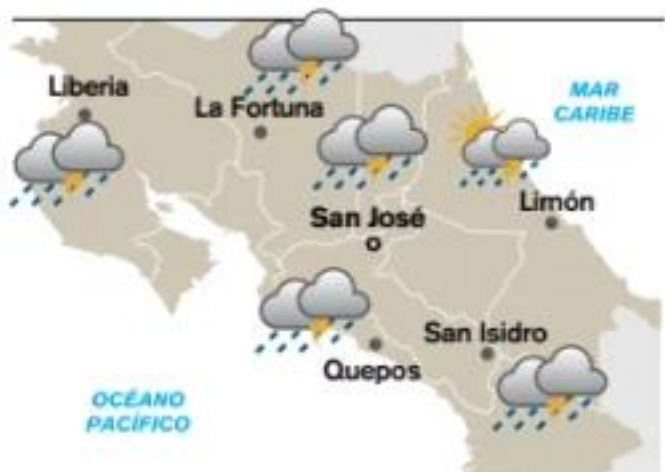 Liberia
La Fortuna
MAR
CARIBE
San José
Limón
San Isidro
Quepos
OCÉANO
PACÍFICO